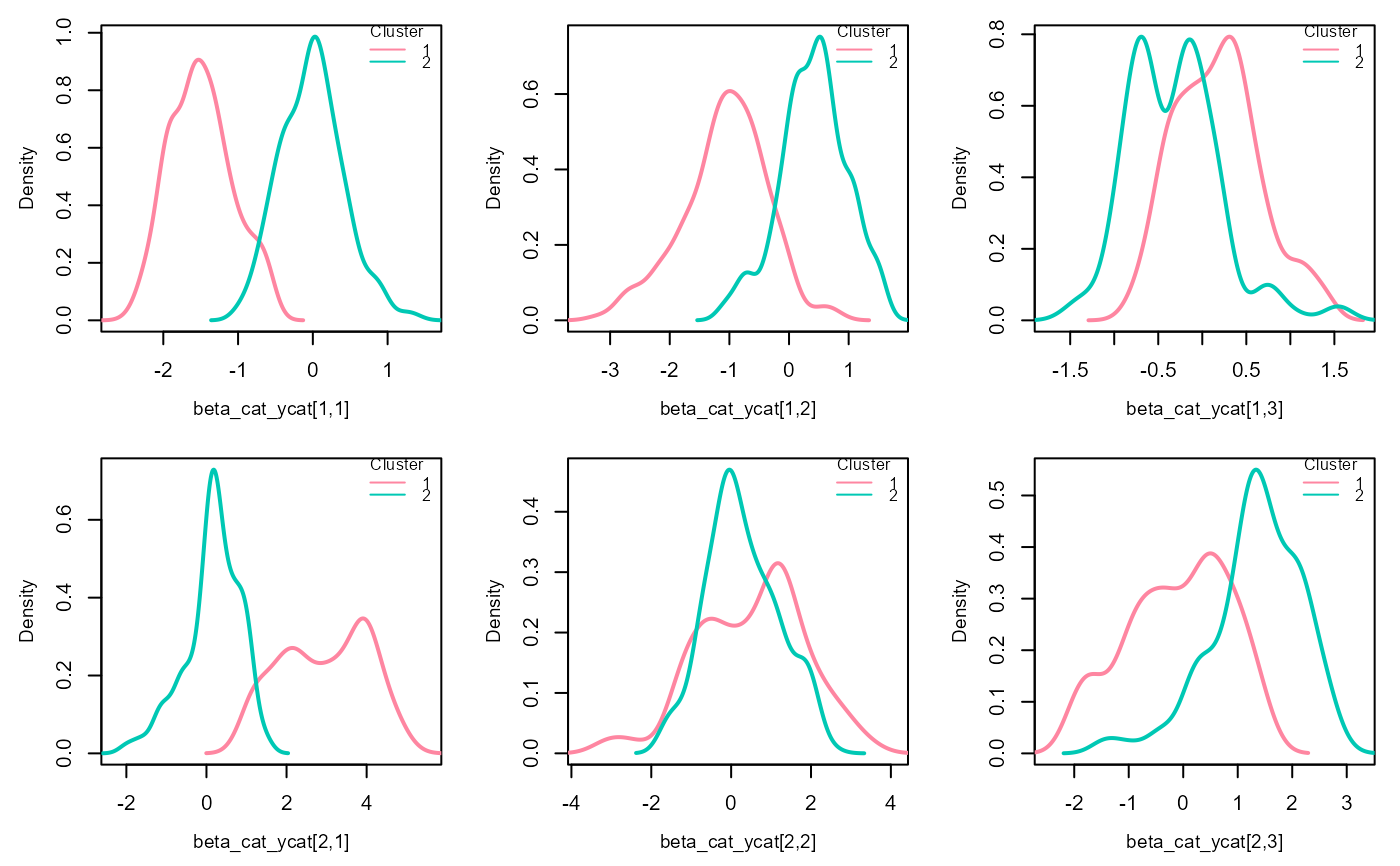 Cluster
1
2
0.0 0.2 0.4 0.6 0.8 1.0
Density
-2 -1 0 1
beta_cat_ycat[1,1]
Cluster
1
2
0.0 0.2 0.4 0.6
Density
-3 -2 -1 0 1
beta_cat_ycat[1,2]
Cluster
1
2
0.0 0.2 0.4 0.6 0.8
Density
-1.5 -0.5 0.5 1.5
beta_cat_ycat[1,3]
Cluster
1
2
0.0 0.2 0.4 0.6
Density
-2 0 2 4
beta_cat_ycat[2,1]
Cluster
1
2
0.0 0.1 0.2 0.3 0.4
Density
-4 -2 0 2 4
beta_cat_ycat[2,2]
Cluster
1
2
0.0 0.1 0.2 0.3 0.4 0.5
Density
-2 -1 0 1 2 3
beta_cat_ycat[2,3]